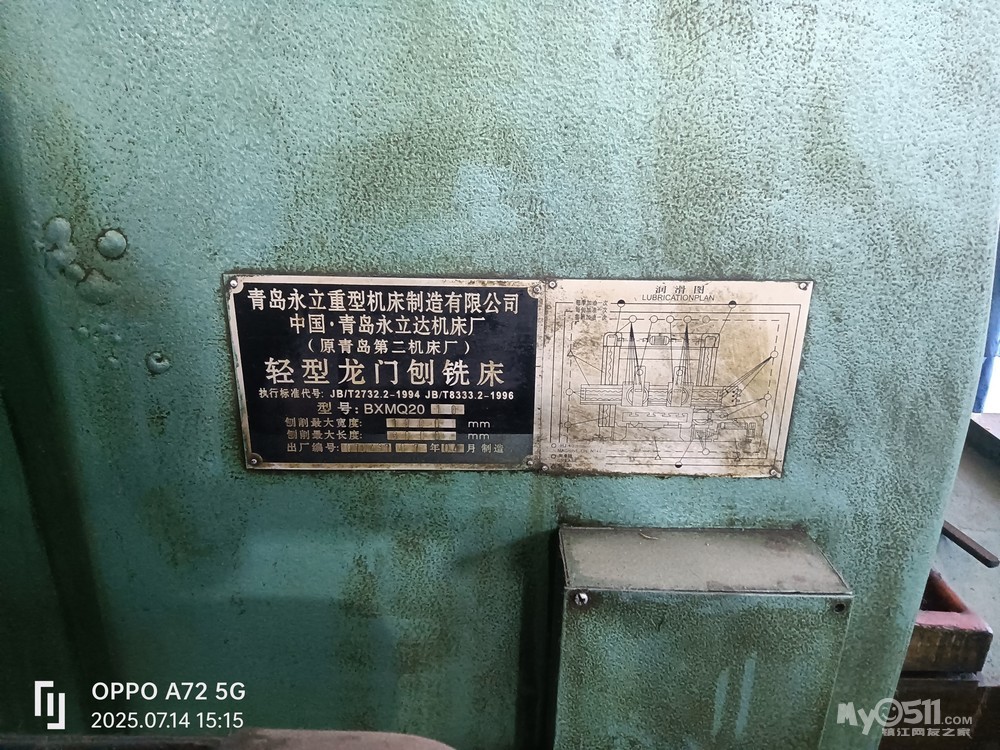 青岛永立重型机床制造有限公司
中国·青岛永立达机床厂
(原青岛第二机床厂)
轻型龙门刨铣床
执行标准代号: JB/T2732.2-1994 JB/T8333.2-1996
型号: BXMQ20
刨削最大宽度: mm
刨削最大长度: mm
出厂编号: 年 月制造
润滑图
LUBRICATIONPLAN
OPPO A72 5G
2025.07.14 15:15
My0511.COM
镇江网友之家